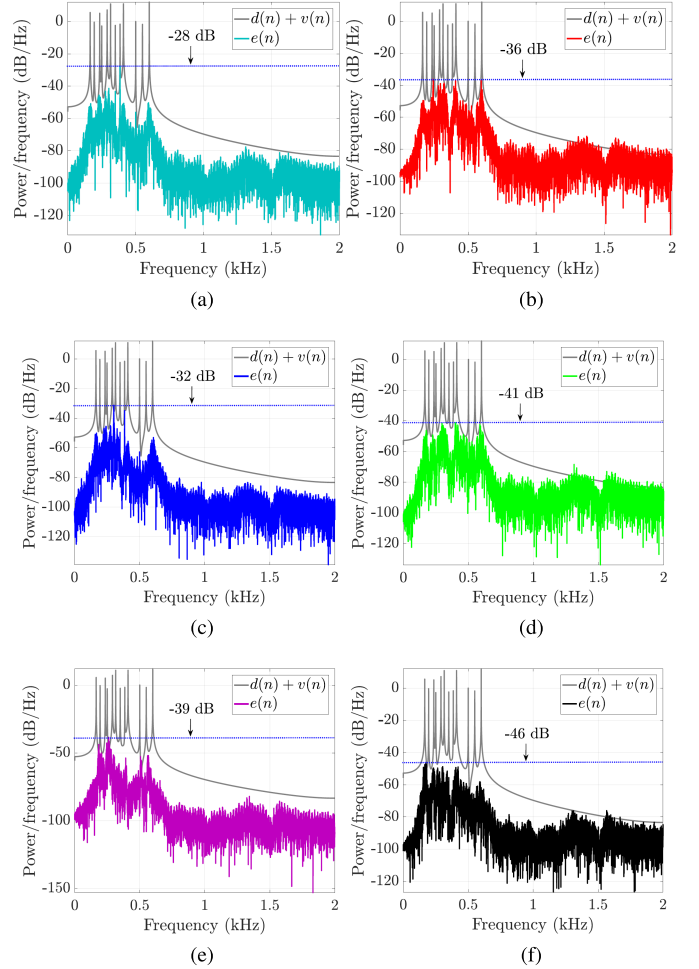 Power/frequency (dB/Hz)
20
0
-20
-40
-60
-80
-100
-120
0 0.5 1 1.5 2
Frequency (kHz)
-28 dB
d(n) + v(n)
e(n)
(a)
Power/frequency (dB/Hz)
20
0
-20
-40
-60
-80
-100
-120
0 0.5 1 1.5 2
Frequency (kHz)
-36 dB
d(n) + v(n)
e(n)
(b)
Power/frequency (dB/Hz)
0
-20
-40
-60
-80
-100
-120
0 0.5 1 1.5 2
Frequency (kHz)
-32 dB
d(n) + v(n)
e(n)
(c)
Power/frequency (dB/Hz)
0
-20
-40
-60
-80
-100
-120
0 0.5 1 1.5 2
Frequency (kHz)
-41 dB
d(n) + v(n)
e(n)
(d)
Power/frequency (dB/Hz)
0
-50
-100
-150
0 0.5 1 1.5 2
Frequency (kHz)
-39 dB
d(n) + v(n)
e(n)
(e)
Power/frequency (dB/Hz)
0
-20
-40
-60
-80
-100
-120
0 0.5 1 1.5 2
Frequency (kHz)
-46 dB
d(n) + v(n)
e(n)
(f)